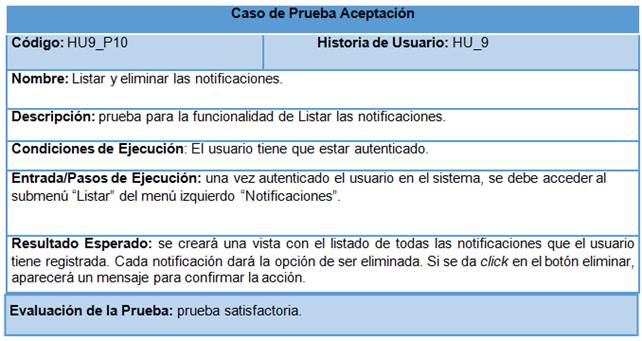 Caso de Prueba Aceptación
Código: HU9_P10 Historia de Usuario: HU_9
Nombre: Listar y eliminar las notificaciones.
Descripción: prueba para la funcionalidad de Listar las notificaciones.
Condiciones de Ejecución: El usuario tiene que estar autenticado.
Entrada/Pasos de Ejecución: una vez autenticado el usuario en el sistema, se debe acceder al
submenú “Listar” del menú izquierdo “Notificaciones”.
Resultado Esperado: se creará una vista con el listado de todas las notificaciones que el usuario
tiene registrada. Cada notificación dará la opción de ser eliminada. Si se da click en el botón eliminar,
aparecerá un mensaje para confirmar la acción.
Evaluación de la Prueba: prueba satisfactoria.